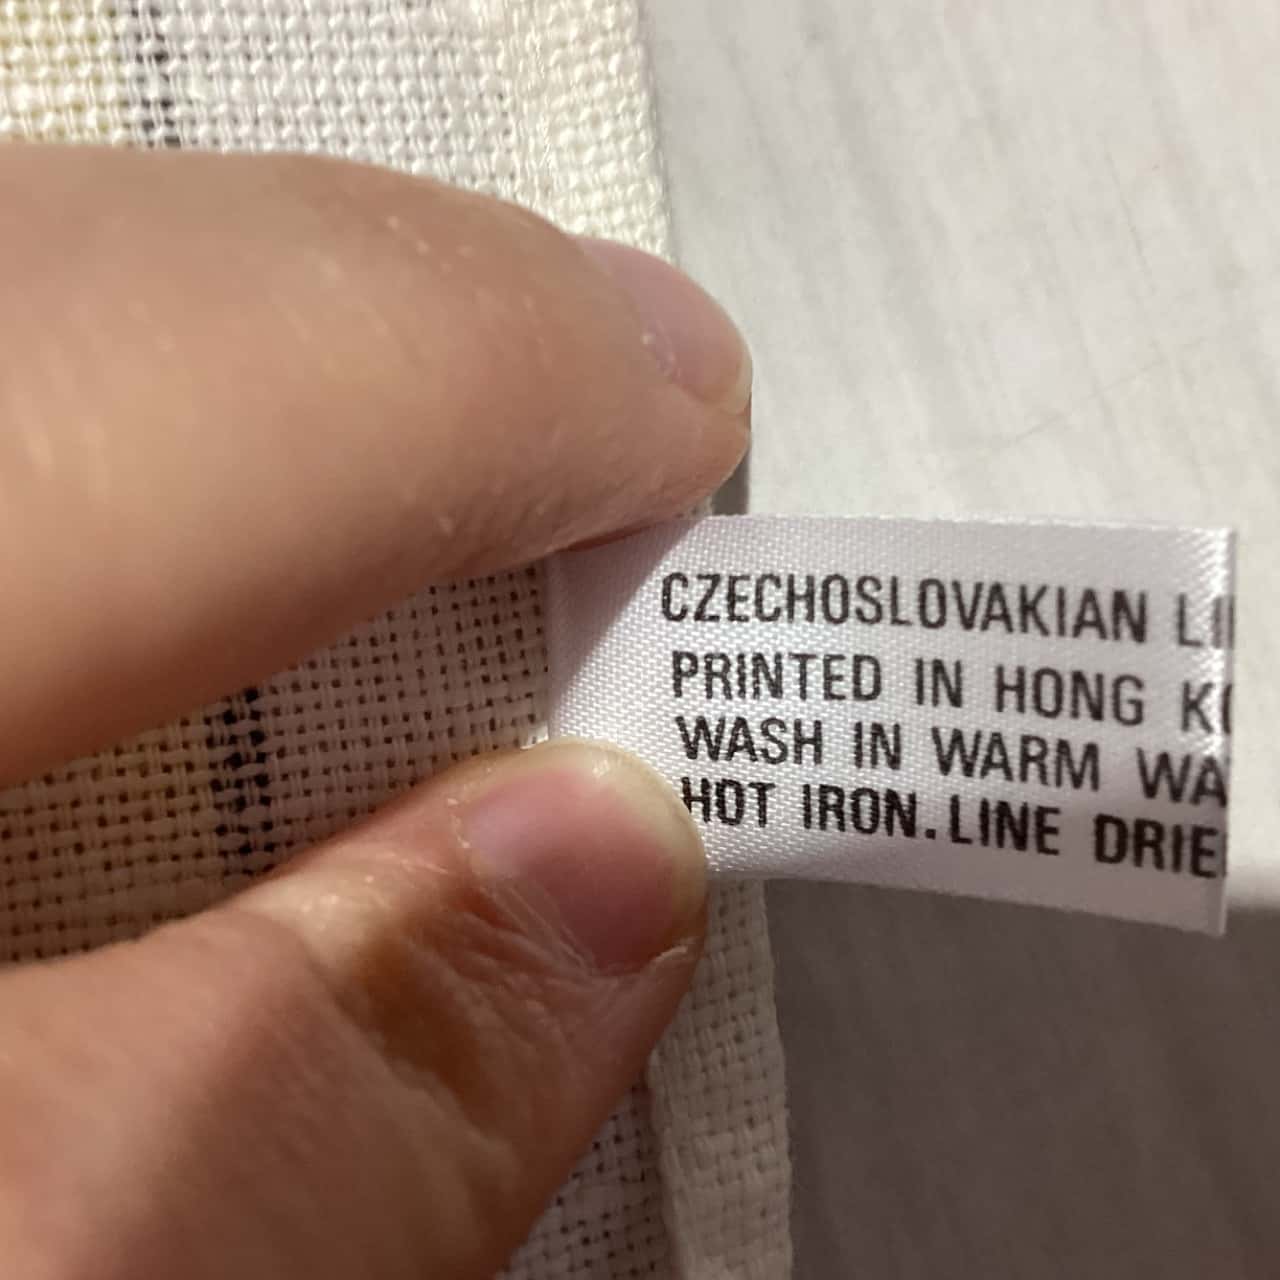 CZECHOSLOVAKIAN
PRINTED IN HONG
WASH IN WARM
HOT IRON. LINE